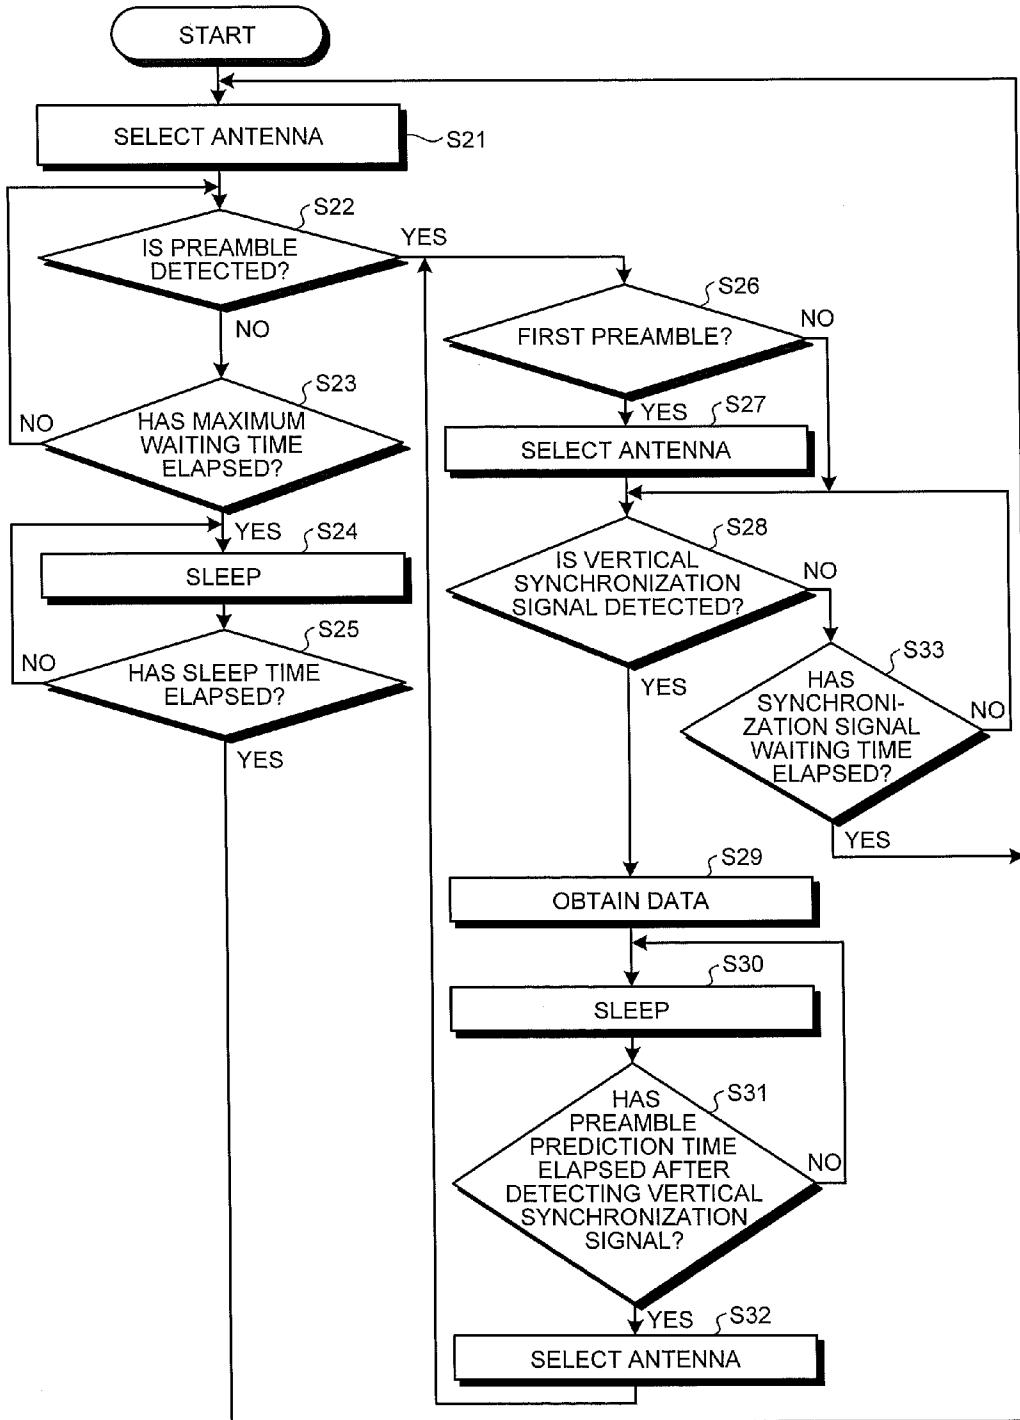 START
SELECT ANTENNA
S21
S22
IS PREAMBLE
DETECTED?
YES
NO
S23
HAS MAXIMUM
WAITING TIME
ELAPSED?
NO
YES
S24
SLEEP
S25
HAS SLEEP TIME
ELAPSED?
NO
YES
S26
FIRST PREAMBLE?
NO
YES
S27
SELECT ANTENNA
S28
IS VERTICAL
SYNCHRONIZATION
SIGNAL DETECTED?
NO
YES
S33
HAS
SYNCHRONI-
ZATION SIGNAL
WAITING TIME
ELAPSED?
NO
YES
S29
OBTAIN DATA
S30
SLEEP
S31
HAS
PREAMBLE
PREDICTION TIME
ELAPSED AFTER
DETECTING VERTICAL
SYNCHRONIZATION
SIGNAL?
NO
YES
S32
SELECT ANTENNA